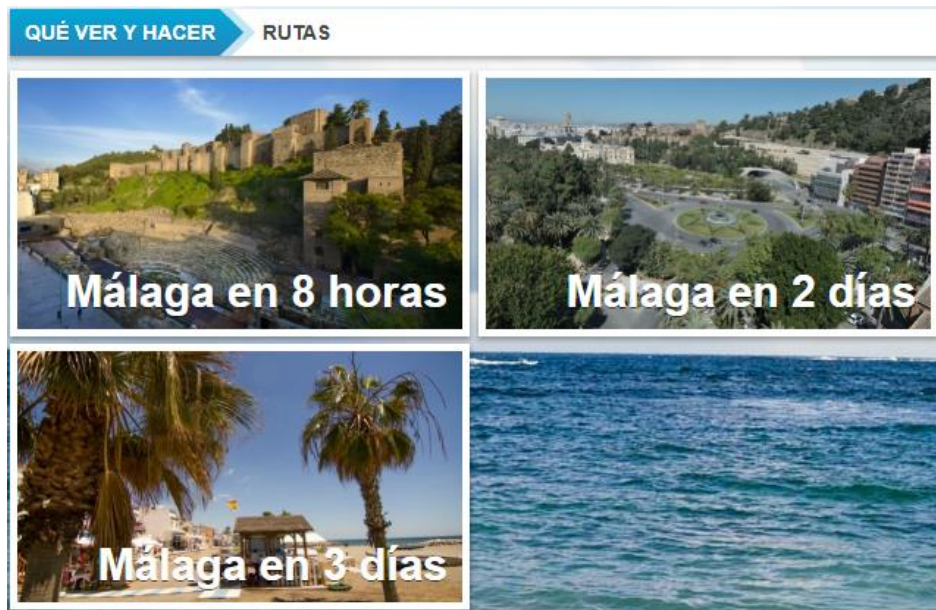 QUÉ VER Y HACER RUTAS
Málaga en 8 horas
Málaga en 2 días
Málaga en 3 días